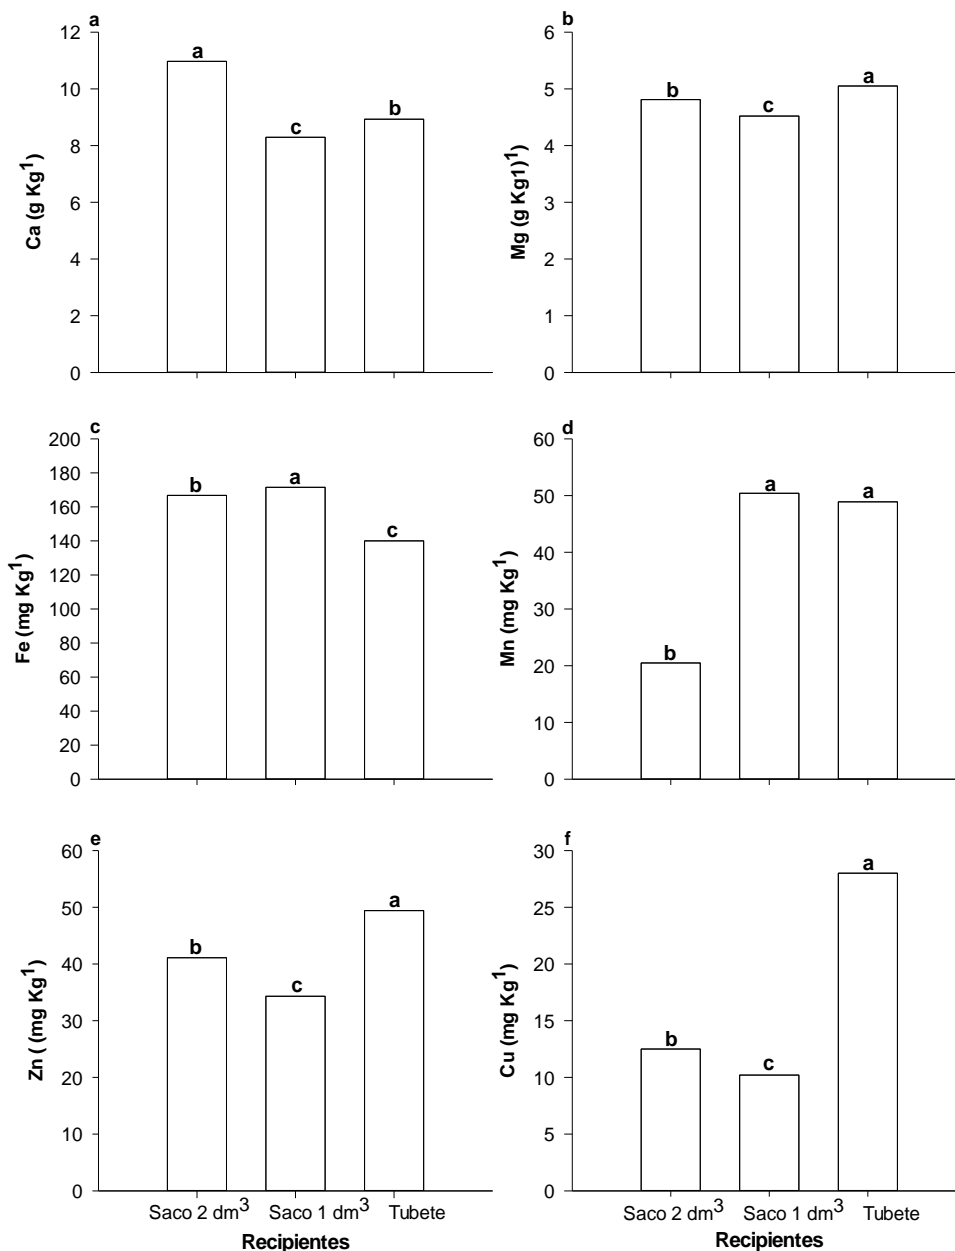 a
12
10
8
6
4
2
0
Ca (g Kg¹)
a
c
b
b
6
5
4
3
2
1
0
Mg (g Kg1)¹)
b
c
a
c
200
180
160
140
120
100
80
60
40
20
0
Fe (mg Kg¹)
b
a
c
d
60
50
40
30
20
10
0
Mn (mg Kg¹)
b
a
a
e
60
50
40
30
20
10
0
Zn ( (mg Kg¹)
b
c
a
Saco 2 dm³ Saco 1 dm³ Tubete
Recipientes
f
30
25
20
15
10
5
0
Cu (mg Kg¹)
b
c
a
Saco 2 dm³ Saco 1 dm³ Tubete
Recipientes